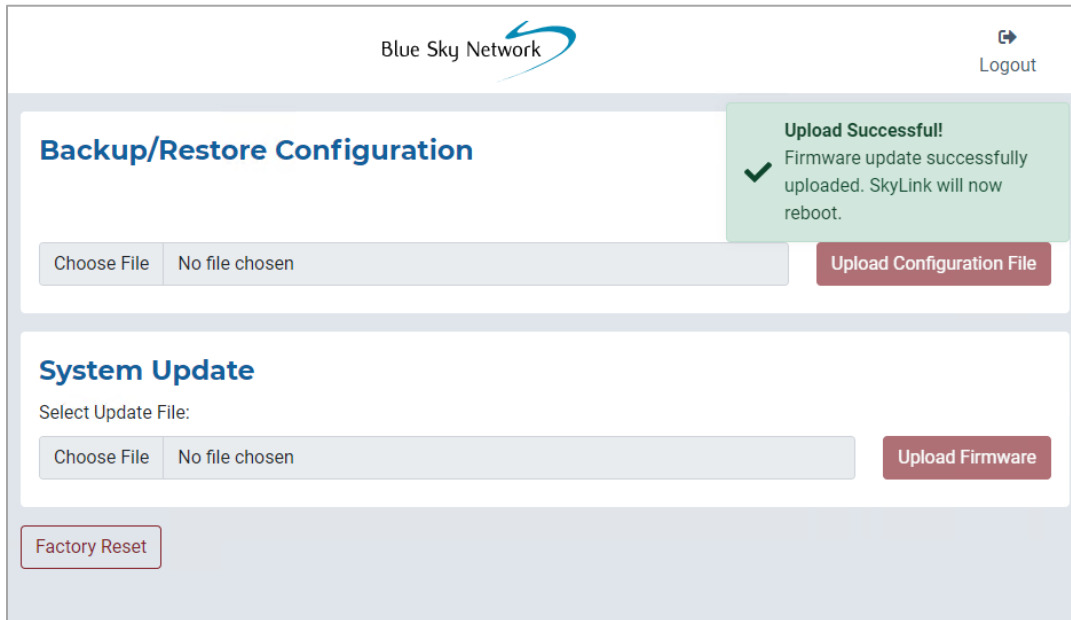 Blue Sky Network
Logout
Backup/Restore Configuration
Upload Successful!
Firmware update successfully
uploaded. SkyLink will now
reboot.
Choose File No file chosen
Upload Configuration File
System Update
Select Update File:
Choose File No file chosen
Upload Firmware
Factory Reset